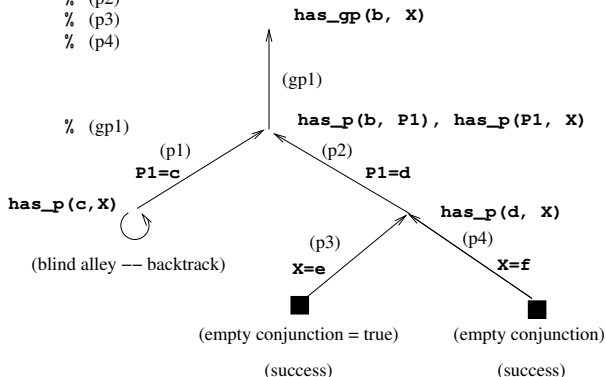 % (p2)
has_gp(b, X)
% (p3)
% (p4)
(gp1)
% (gp1)
has_p(b, P1), has_p(P1, X)
(p1)
(p2)
P1=c
P1=d
has_p(c,X)
has_p(d, X)
(p3)
(p4)
(blind alley −− backtrack)
X=e
X=f
(empty conjunction = true)
(empty conjunction)
(success)
(success)